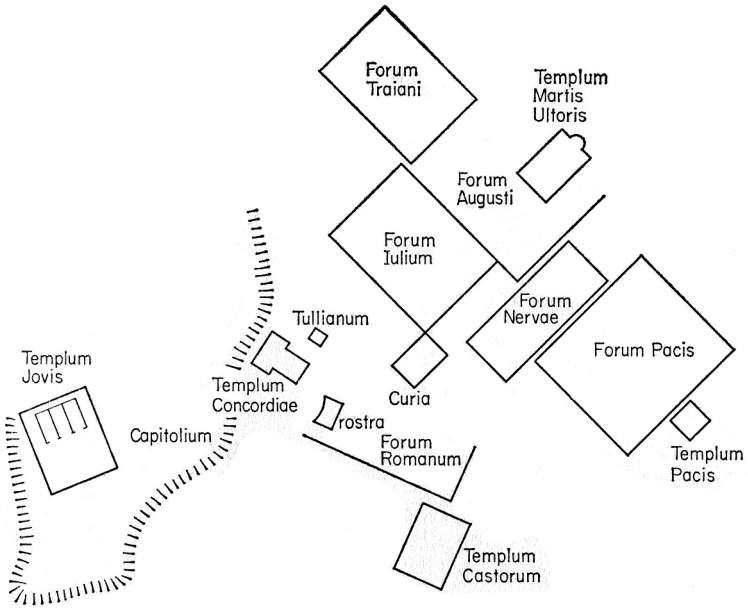 Forum
Traiani
Templum
Martis
Ultoris
Forum
Augusti
Forum
Iulium
Forum
Nervae
Forum Pacis
Tullianum
Templum
Jovis
Templum
Concordiae
Curia
rostra
Capitolium
Forum
Romanum
Templum
Pacis
Templum
Castorum